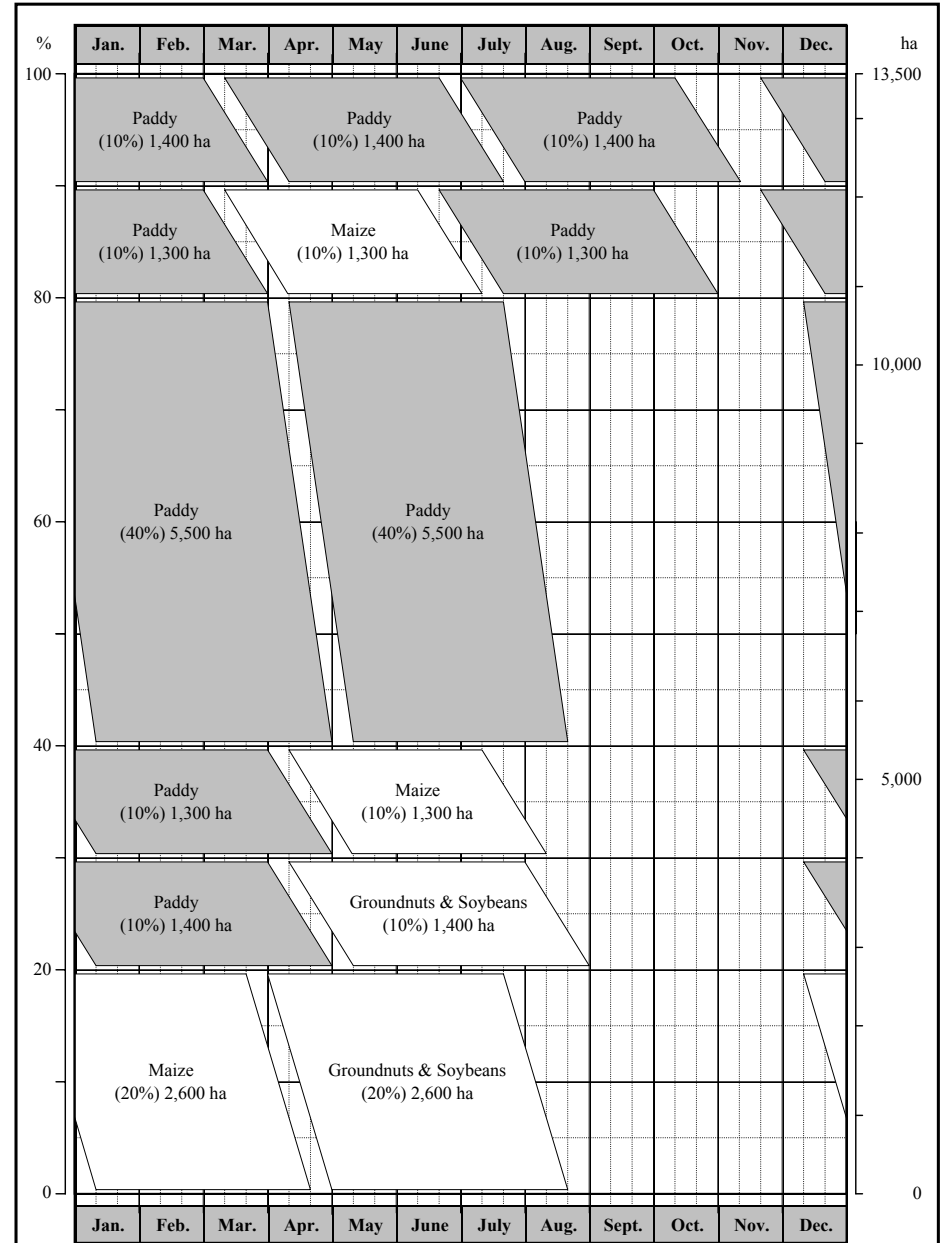 % Jan. Feb. Mar. Apr. May June July Aug. Sept. Oct. Nov. Dec. ha
100 13,500
Paddy Paddy Paddy
(10%) 1,400 ha (10%) 1,400 ha (10%) 1,400 ha
Paddy Maize Paddy
(10%) 1,300 ha (10%) 1,300 ha (10%) 1,300 ha
80
10,000
Paddy Paddy
60
(40%) 5,500 ha (40%) 5,500 ha
40
5,000
Paddy Maize
(10%) 1,300 ha (10%) 1,300 ha
Paddy Groundnuts & Soybeans
(10%) 1,400 ha (10%) 1,400 ha
20
Maize Groundnuts & Soybeans
(20%) 2,600 ha (20%) 2,600 ha
0 0
Jan. Feb. Mar. Apr. May June July Aug. Sept. Oct. Nov. Dec.